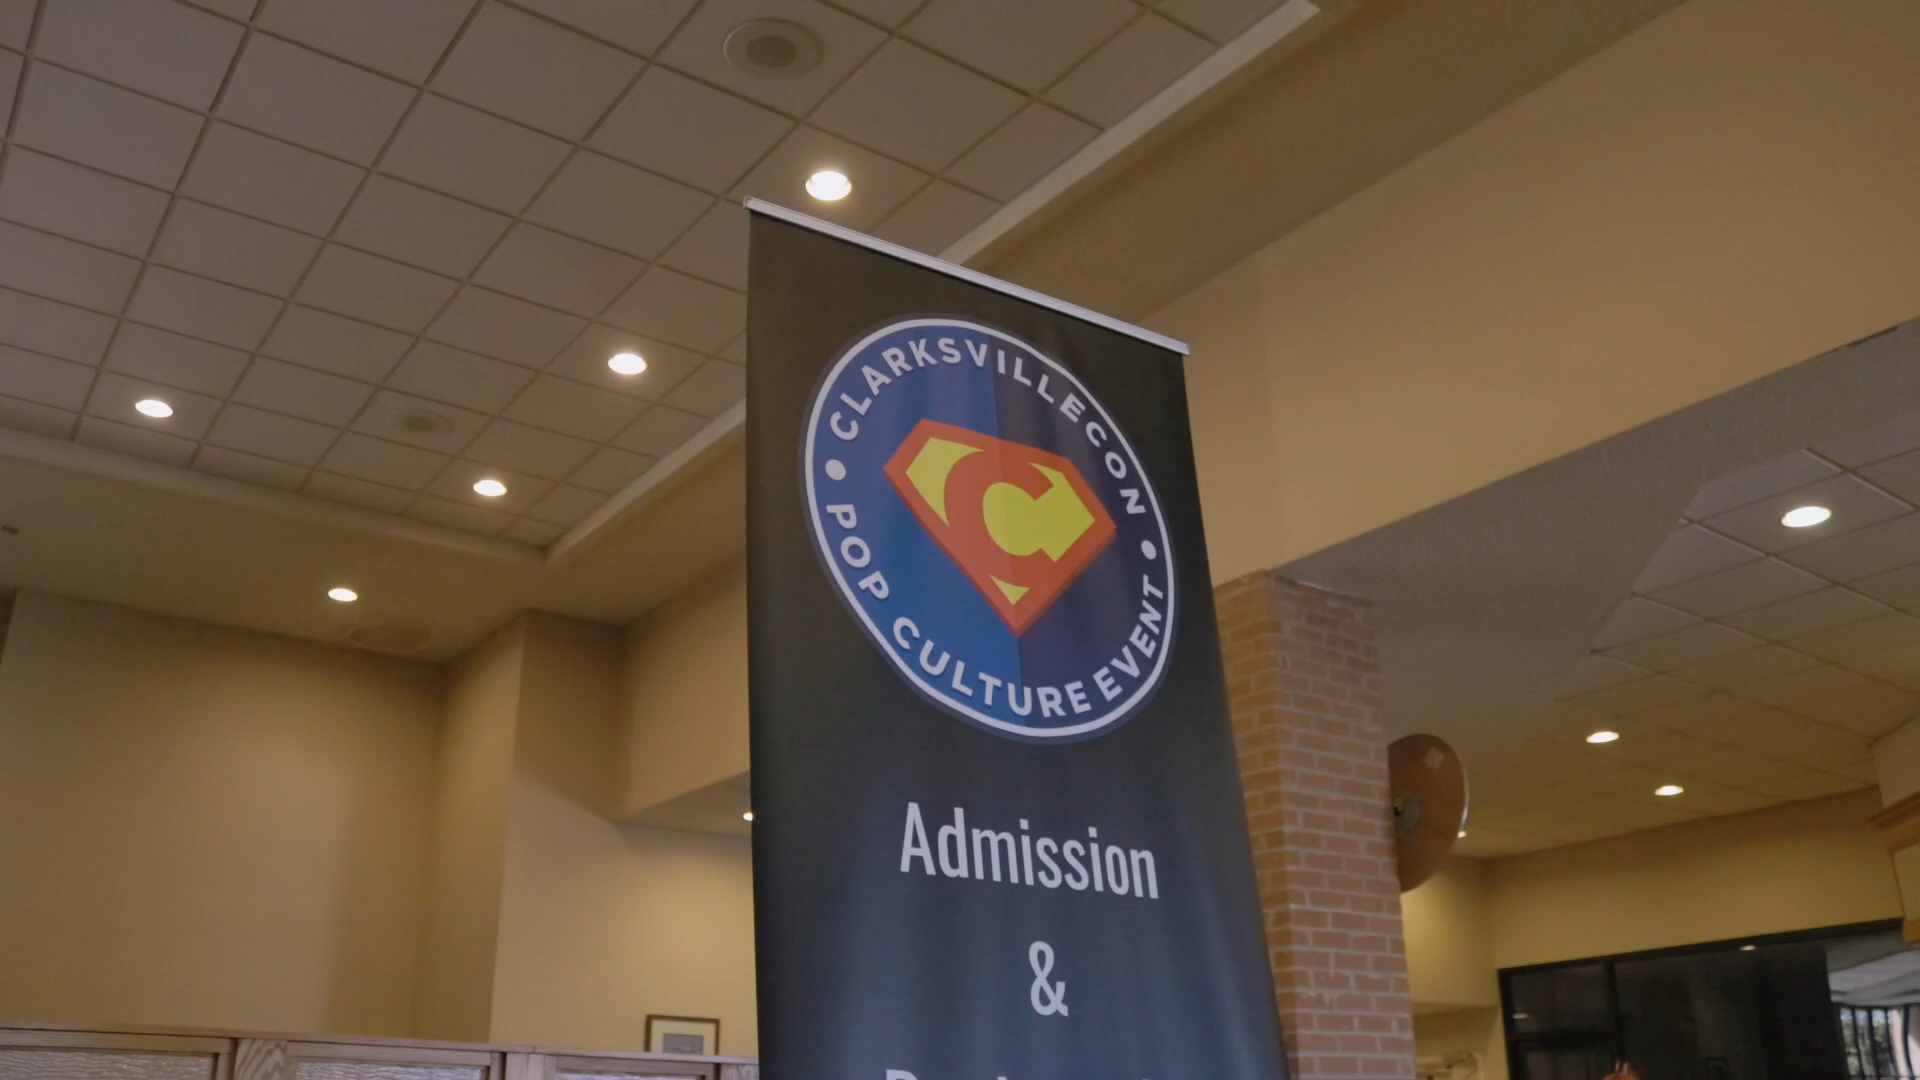 CLARKSVILLECON
C
POP CULTURE EVENT
Admission
&